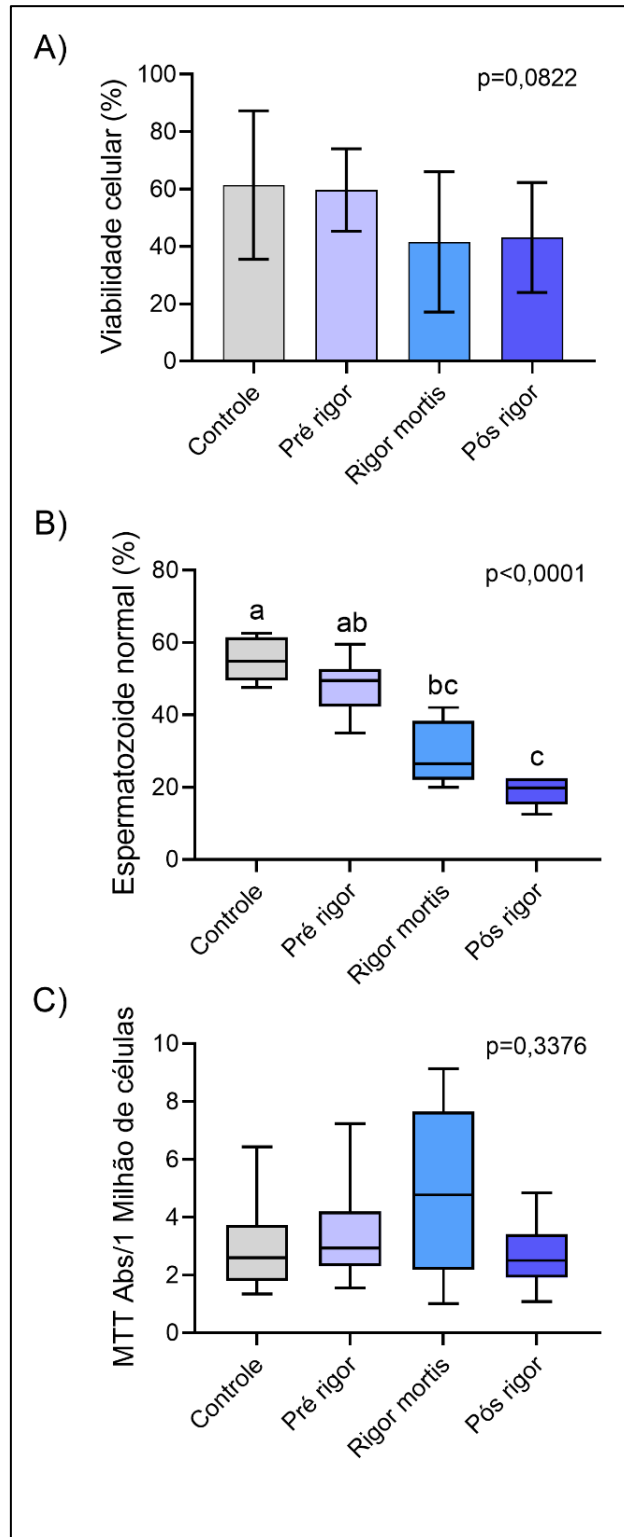 A)
Viabilidade celular (%)
100
80
60
40
20
0
p=0,0822
Controle
Pré rigor
Rigor mortis
Pós rigor
B)
Espermatozoide normal (%)
80
60
40
20
0
p<0,0001
a
ab
bc
c
Controle
Pré rigor
Rigor mortis
Pós rigor
C)
MTT Abs/1 Milhão de células
10
8
6
4
2
0
p=0,3376
Controle
Pré rigor
Rigor mortis
Pós rigor